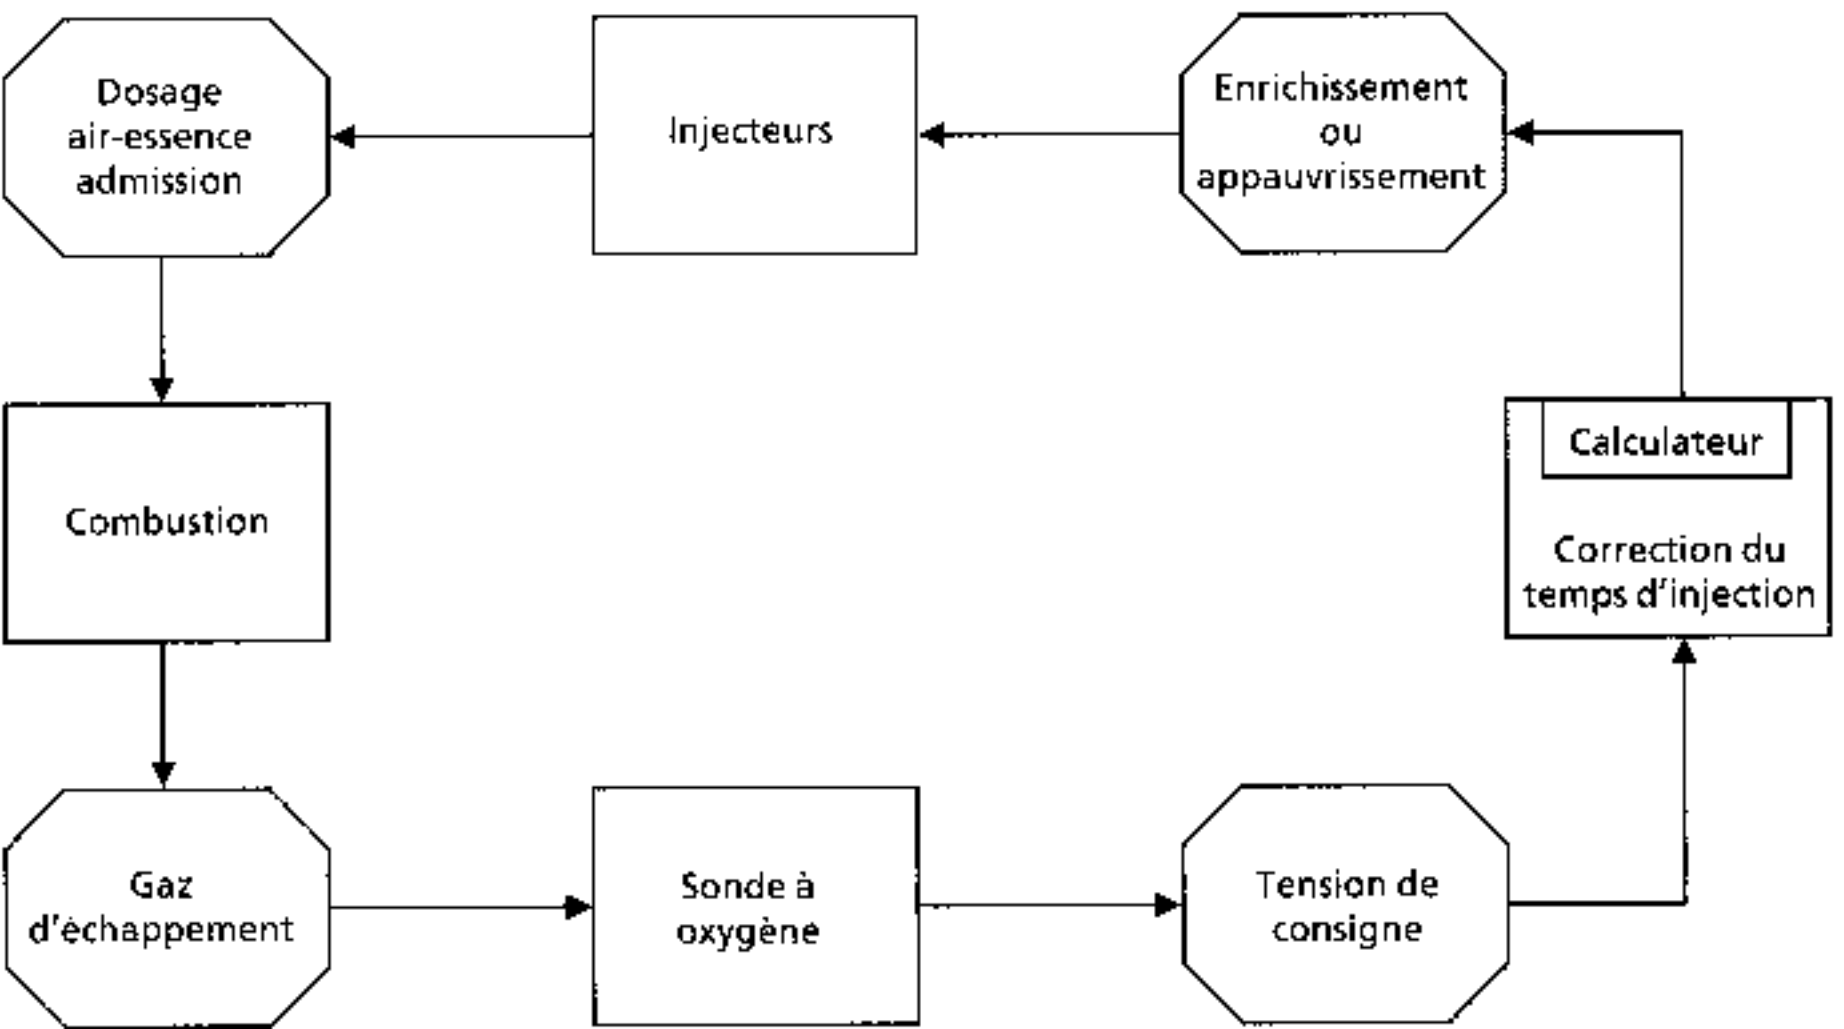 Dosage
air-essence
admission
Injecteurs
Enrichissement
ou
appauvrissement
Combustion
Calculateur
Correction du
temps d'injection
Gaz
d'échappement
Sonde à
oxygène
Tension de
consigne